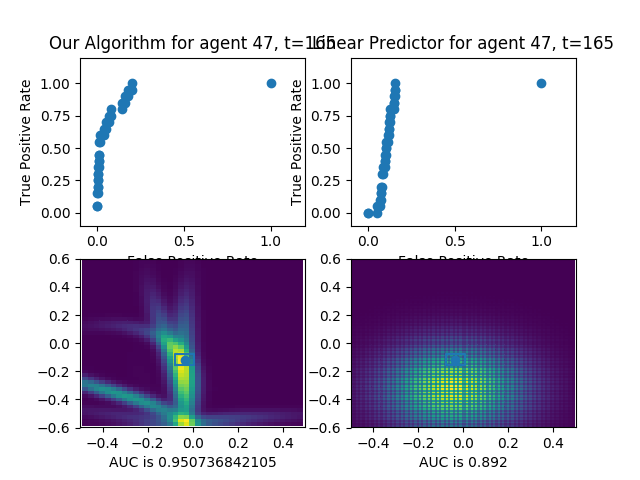 Our Algorithm for agent 47, t=165
Linear Predictor for agent 47, t=165
True Positive Rate
1.00
0.75
0.50
0.25
0.00
0.0 0.5 1.0
False Positive Rate
True Positive Rate
1.00
0.75
0.50
0.25
0.00
0.0 0.5 1.0
False Positive Rate
0.6
0.4
0.2
0.0
−0.2
−0.4
−0.6
−0.4 −0.2 0.0 0.2 0.4
AUC is 0.950736842105
0.6
0.4
0.2
0.0
−0.2
−0.4
−0.6
−0.4 −0.2 0.0 0.2 0.4
AUC is 0.892